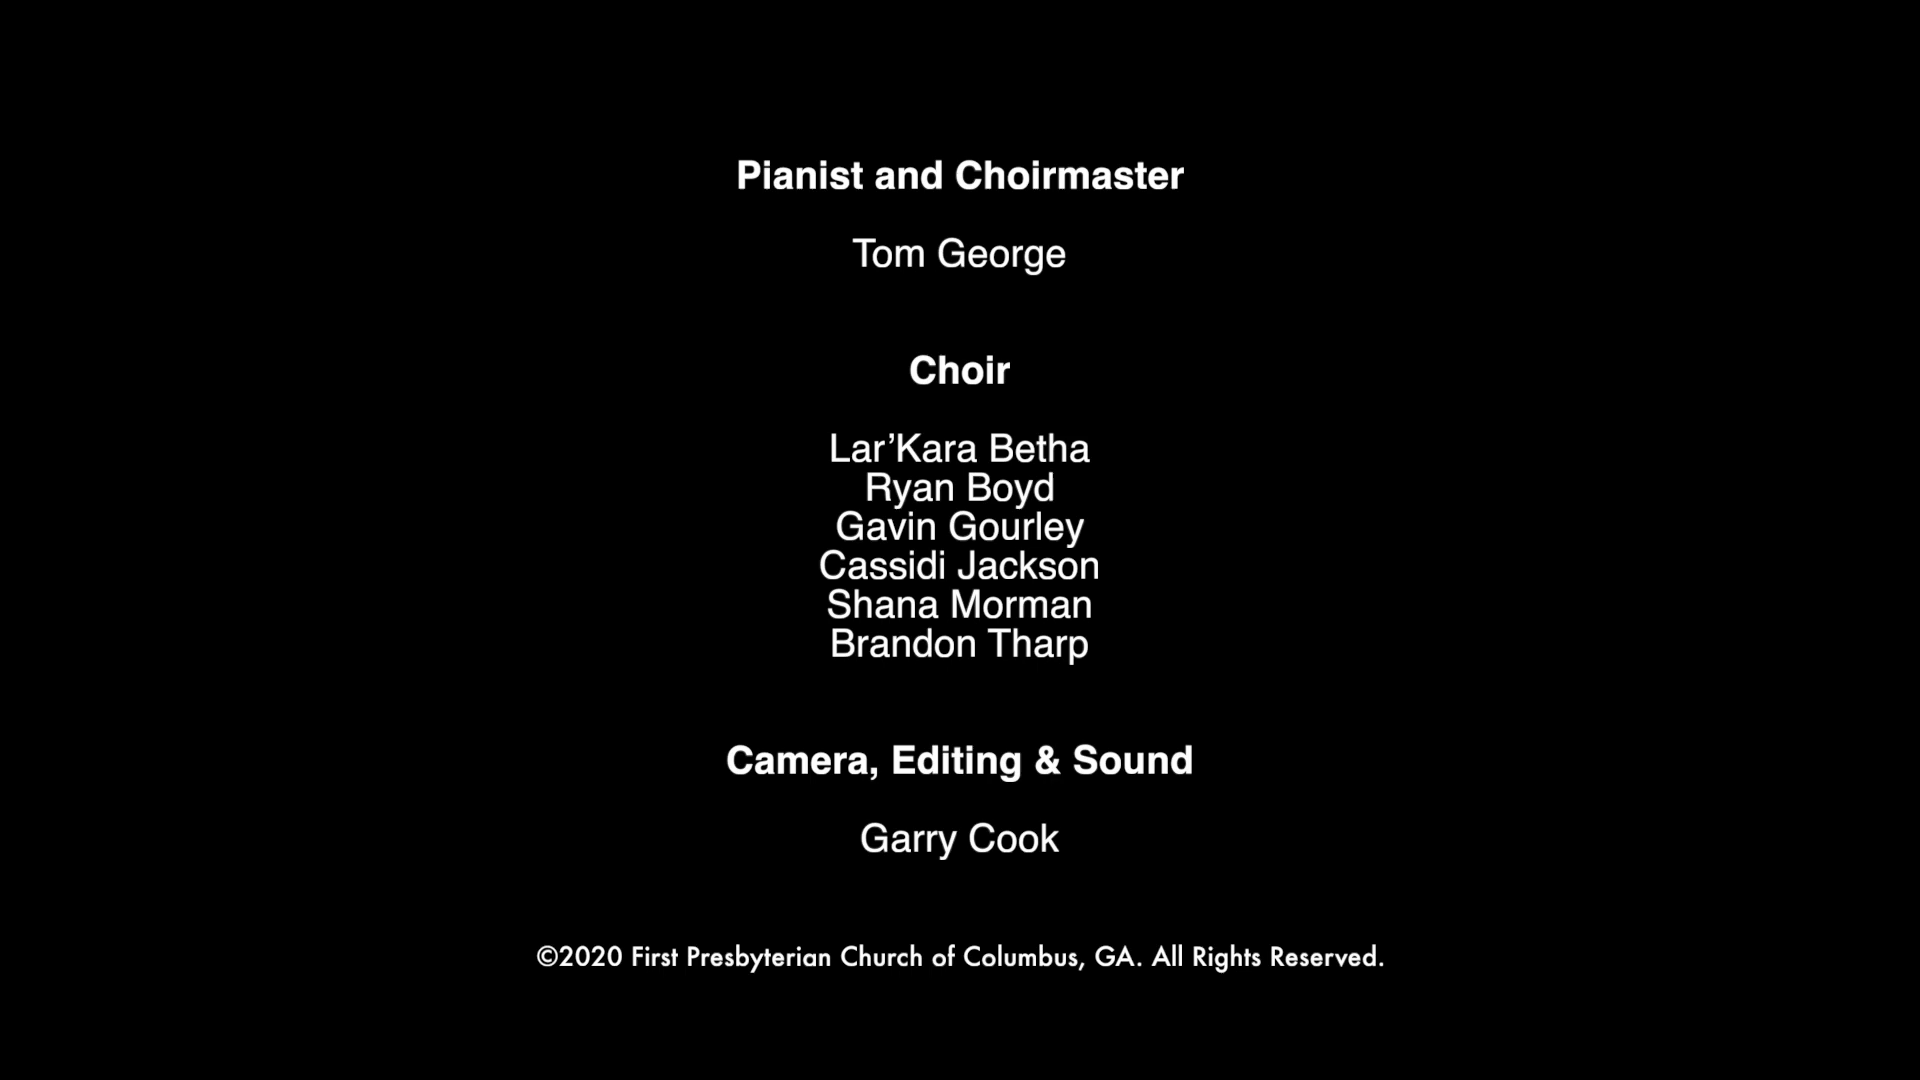 Pianist and Choirmaster
Tom George
Choir
Lar’Kara Betha
Ryan Boyd
Gavin Gourley
Cassidi Jackson
Shana Morman
Brandon Tharp
Camera, Editing & Sound
Garry Cook
©2020 First Presbyterian Church of Columbus, GA. All Rights Reserved.